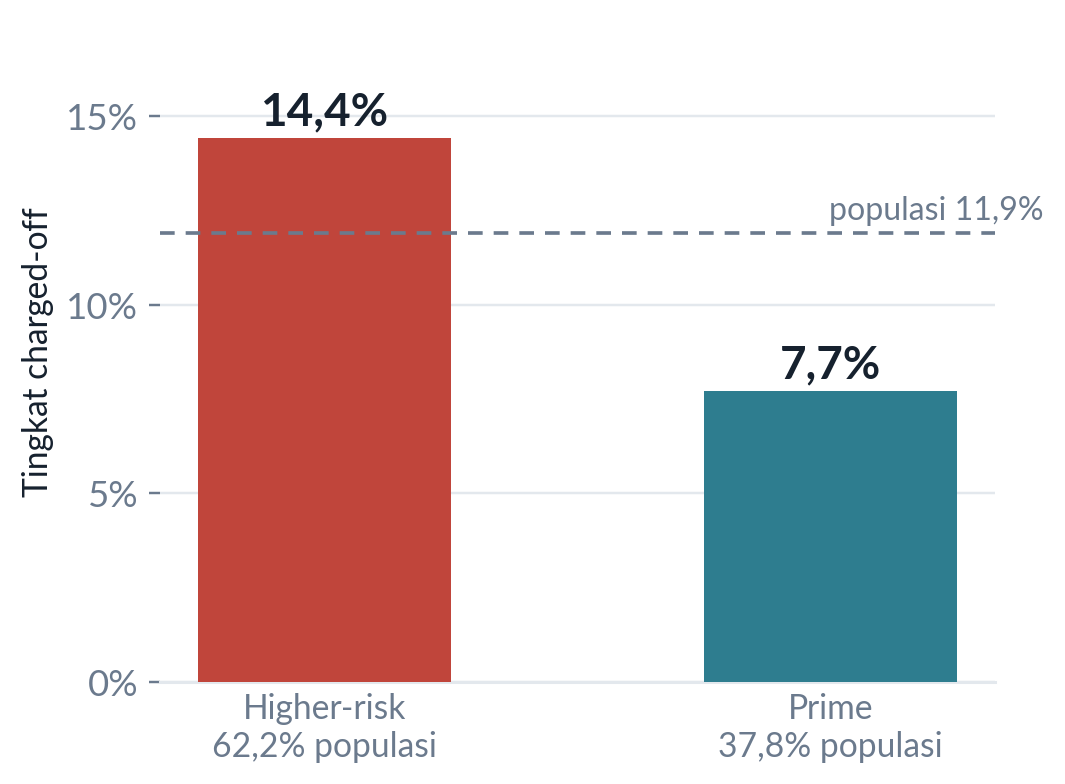 14,4%
15%
populasi 11,9%
10%
7,7%
5%
0%
Tingkat charged-off
Higher-risk
62,2% populasi
Prime
37,8% populasi